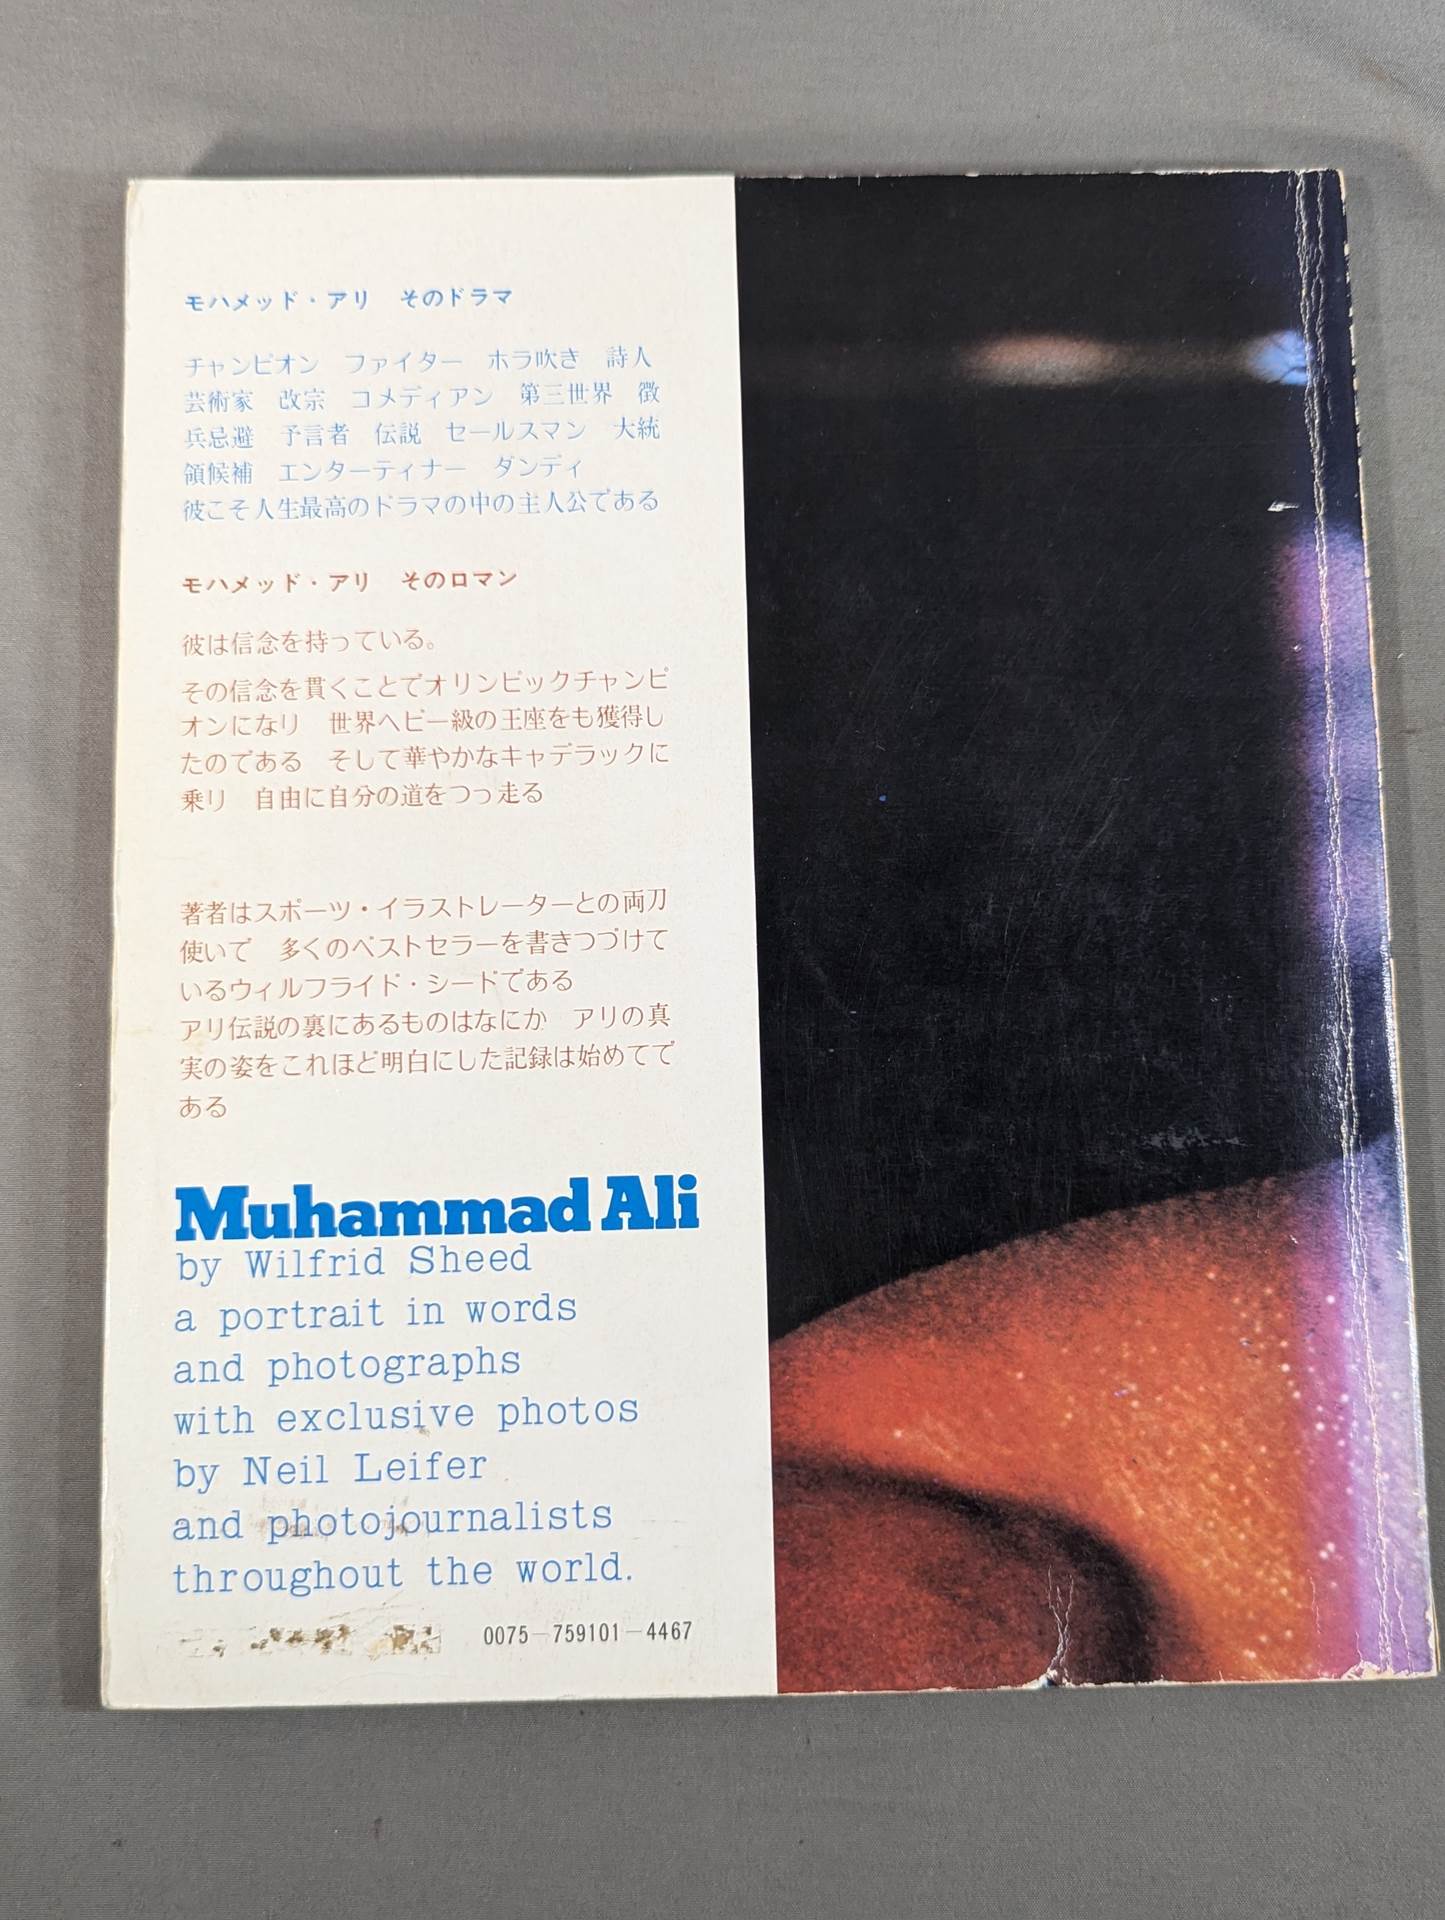 モハメッド・アリ　そのドラマ
チャンピオン　ファイター　ホラ吹き　詩人
芸術家　改宗　コメディアン　第三世界　徴
兵忌避　予言者　伝説　セールスマン　大統
領候補　エンターティナー　ダンディ
彼こそ人生最高のドラマの中の主人公である
モハメッド・アリ　そのロマン
彼は信念を持っている。
その信念を貫くことでオリンピックチャンピ
オンになり　世界ヘビー級の王座をも獲得し
たのである　そして華やかなキャデラックに
乗り　自由に自分の道をつっ走る
著者はスポーツ・イラストレーターとの両刀
使いで　多くのベストセラーを書きつづけて
いるウィルフライド・シードである
アリ伝説の裏にあるものはなにか　アリの真
実の姿をこれほど明白にした記録は始めてで
ある
Muhammad Ali
by Wilfrid Sheed
a portrait in words
and photographs
with exclusive photos
by Neil Leifer
and photojournalists
throughout the world.
0075-759101-4467